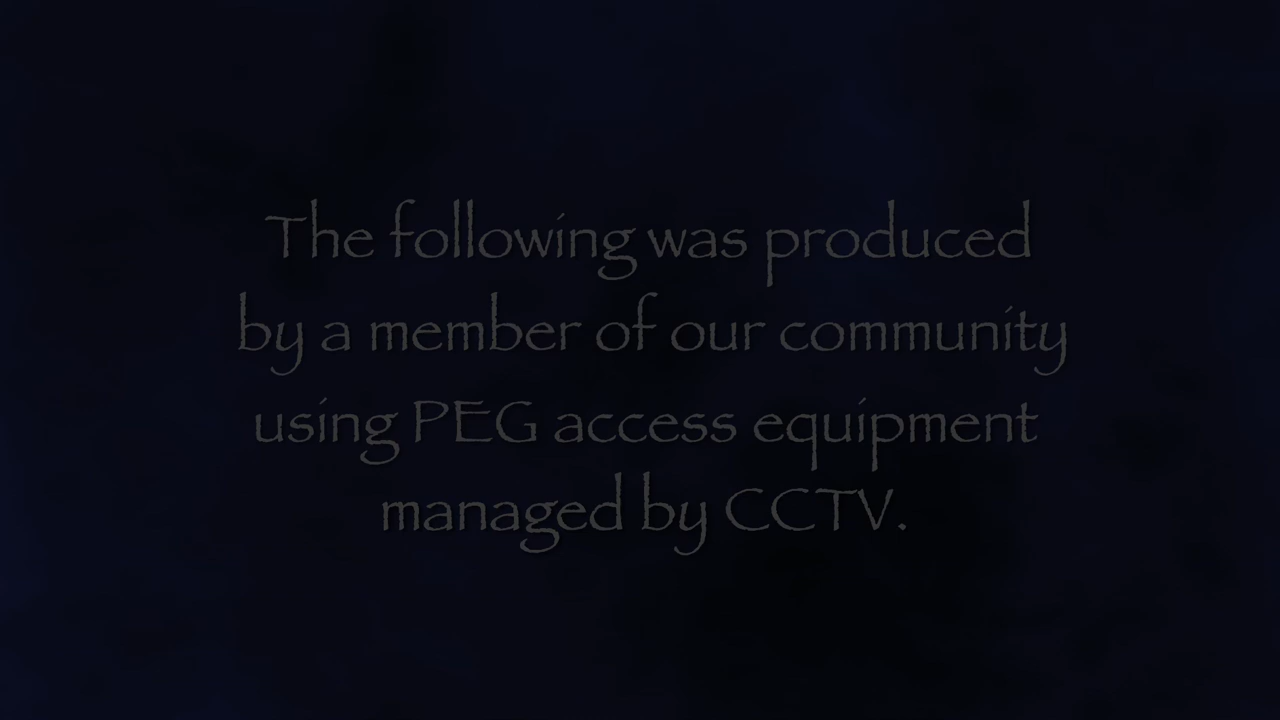 The following was produced
by a member of our community
using PEG access equipment
managed by CCTV.